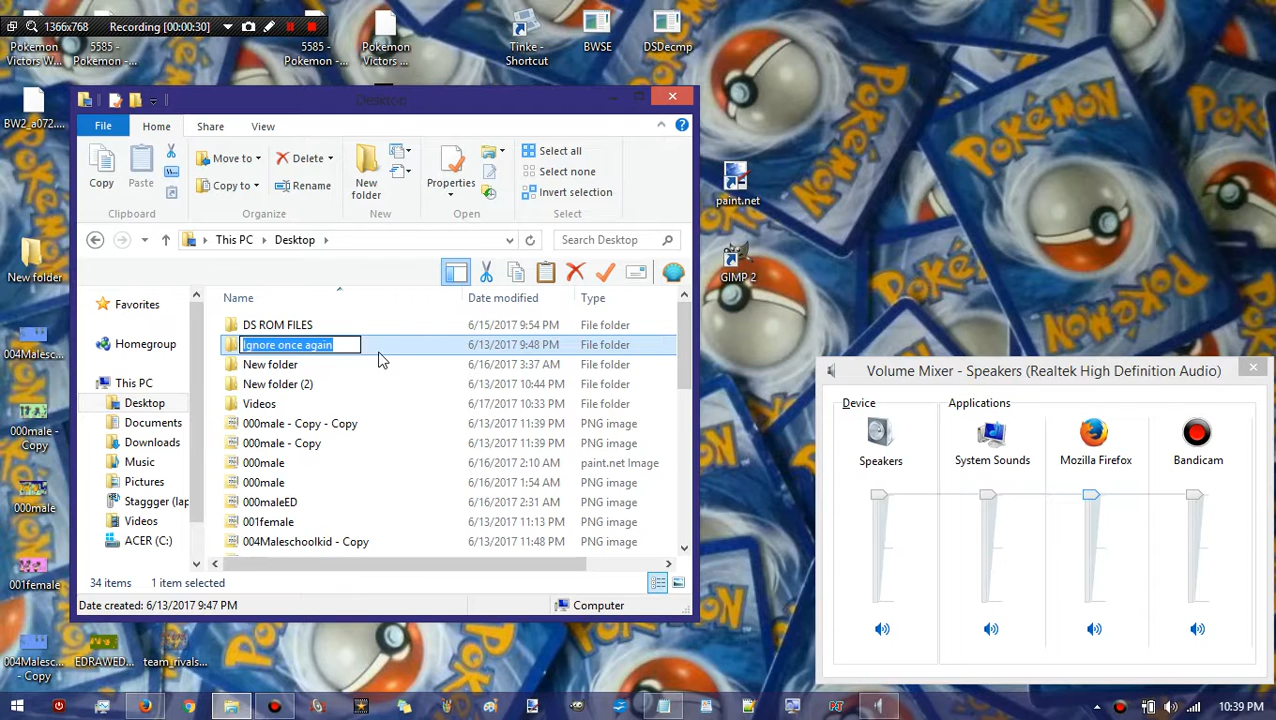 1366x768 Recording [00:00:30]
Pokemon Victors W...
5585 - Pokemon -...
5585 - Pokemon -...
Pokemon Victors ...
Tinke - Shortcut
BWSE
DSDecmp
BW2_a072....
New folder
004Malesc...
000male - Copy
000male
001female
004Malesc... - Copy
EDRAWED...
team_rivals...
paint.net
GIMP 2
Desktop
File Home Share View
Copy
Paste
Clipboard
Move to
Copy to
Delete
Rename
Organize
New folder
New
Properties
Open
Select all
Select none
Invert selection
Select
This PC Desktop
Search Desktop
Favorites
Homegroup
This PC
Desktop
Documents
Downloads
Music
Pictures
Staggger (lap
Videos
ACER (C:)
Name Date modified Type
DS ROM FILES 6/15/2017 9:54 PM File folder
Ignore once again 6/13/2017 9:48 PM File folder
New folder 6/16/2017 3:37 AM File folder
New folder (2) 6/13/2017 10:44 PM File folder
Videos 6/17/2017 10:33 PM File folder
000male - Copy - Copy 6/13/2017 11:39 PM PNG image
000male - Copy 6/13/2017 11:39 PM PNG image
000male 6/16/2017 2:10 AM paint.net Image
000male 6/16/2017 1:54 AM PNG image
000maleED 6/16/2017 2:31 AM PNG image
001female 6/13/2017 11:13 PM PNG image
004Maleschoolkid - Copy 6/13/2017 11:48 PM PNG image
34 items 1 item selected
Date created: 6/13/2017 9:47 PM
Computer
Volume Mixer - Speakers (Realtek High Definition Audio)
Device
Applications
Speakers
System Sounds
Mozilla Firefox
Bandicam
Pokémon
10:39 PM